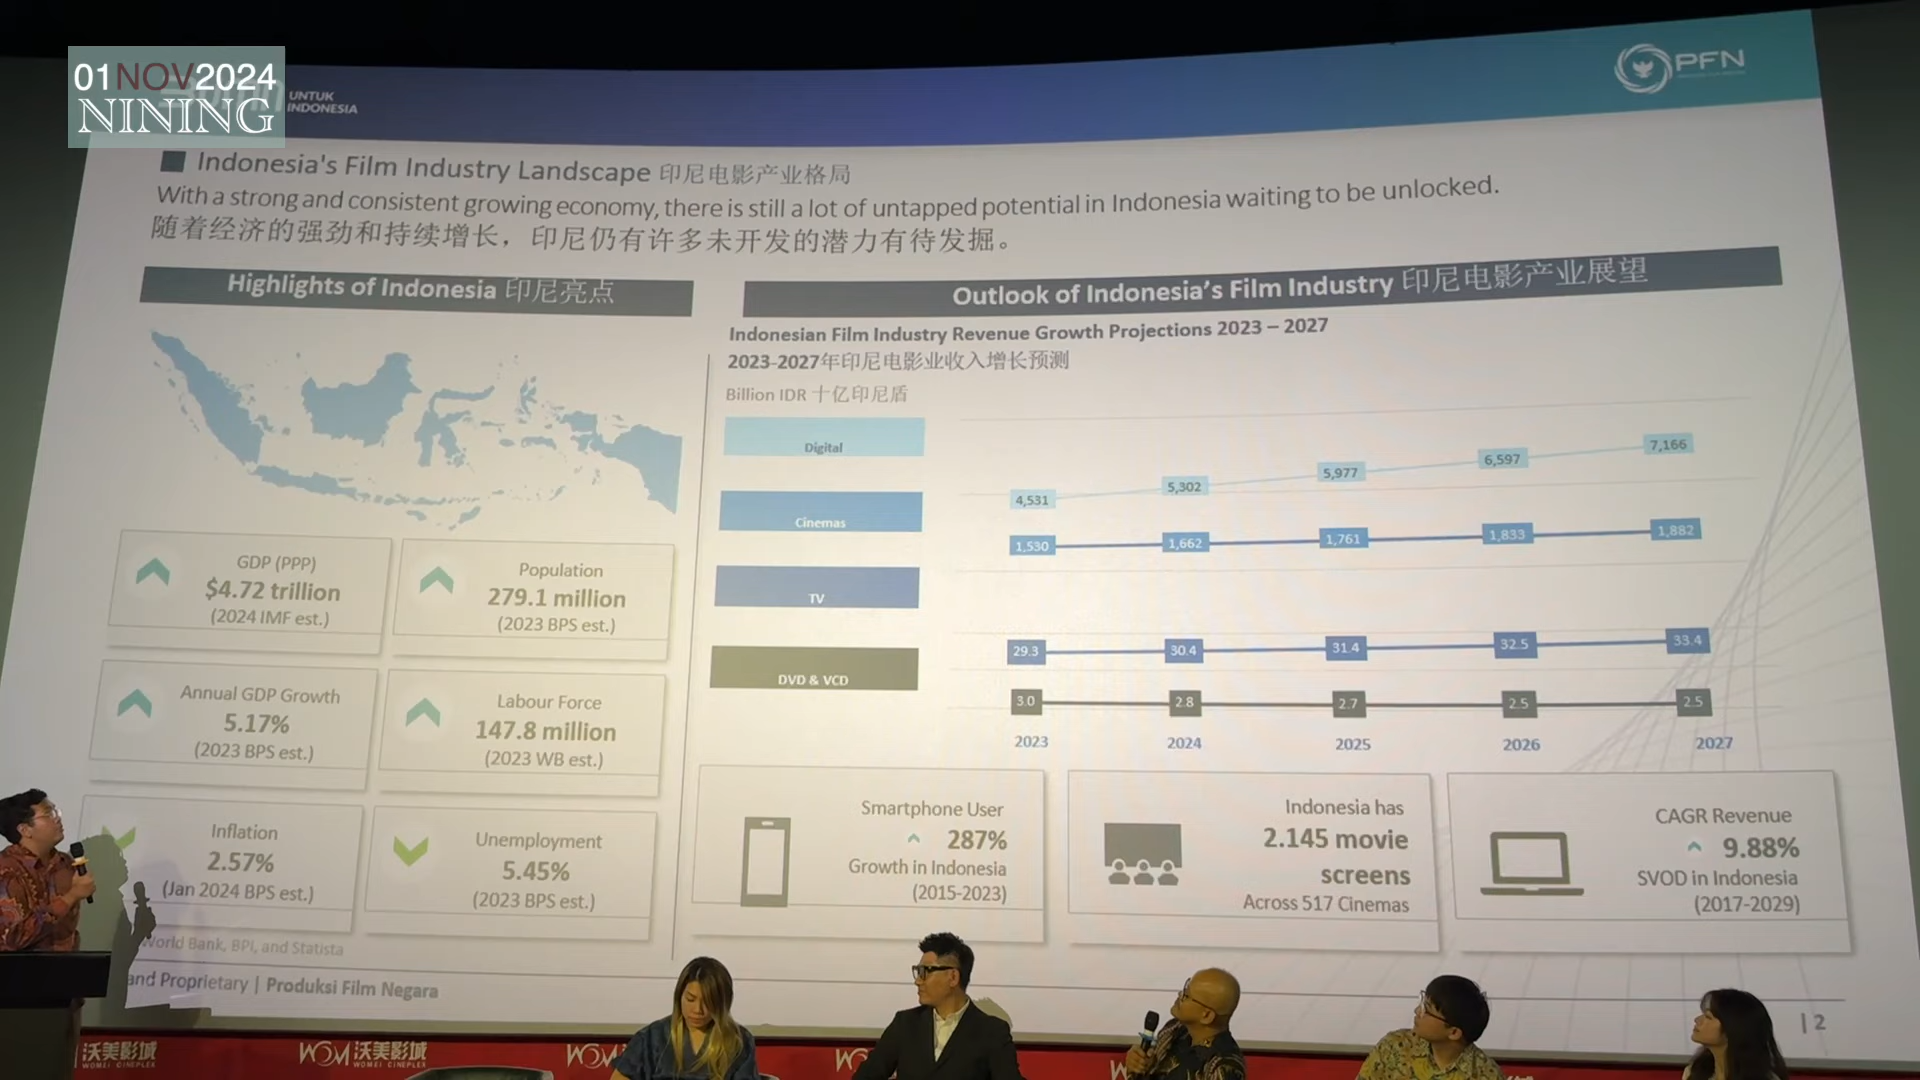 01NOV2024
NINING
UNTUK
INDONESIA
PFN
Indonesia's Film Industry Landscape 印尼电影产业格局
With a strong and consistent growing economy, there is still a lot of untapped potential in Indonesia waiting to be unlocked.
随着经济的强劲和持续增长，印尼仍有许多未开发的潜力有待发掘。
Highlights of Indonesia 印尼亮点
GDP (PPP)
$4.72 trillion
(2024 IMF est.)
Population
279.1 million
(2023 BPS est.)
Annual GDP Growth
5.17%
(2023 BPS est.)
Labour Force
147.8 million
(2023 WB est.)
Inflation
2.57%
(Jan 2024 BPS est.)
Unemployment
5.45%
(2023 BPS est.)
Outlook of Indonesia's Film Industry 印尼电影产业展望
Indonesian Film Industry Revenue Growth Projections 2023 – 2027
2023-2027年印尼电影业收入增长预测
Billion IDR 十亿印尼盾
Digital
4,531 5,302 5,977 6,597 7,166
Cinemas
1,530 1,662 1,761 1,833 1,882
TV
29.3 30.4 31.4 32.5 33.4
DVD & VCD
3.0 2.8 2.7 2.5 2.5
2023 2024 2025 2026 2027
Smartphone User
287%
Growth in Indonesia
(2015-2023)
Indonesia has
2.145 movie
screens
Across 517 Cinemas
CAGR Revenue
9.88%
SVOD in Indonesia
(2017-2029)
World Bank, BPI, and Statista
and Proprietary | Produksi Film Negara
| 2
沃美影城
WOMEI CINEPLEX
WOM 沃美影城
WOMEI CINEPLEX